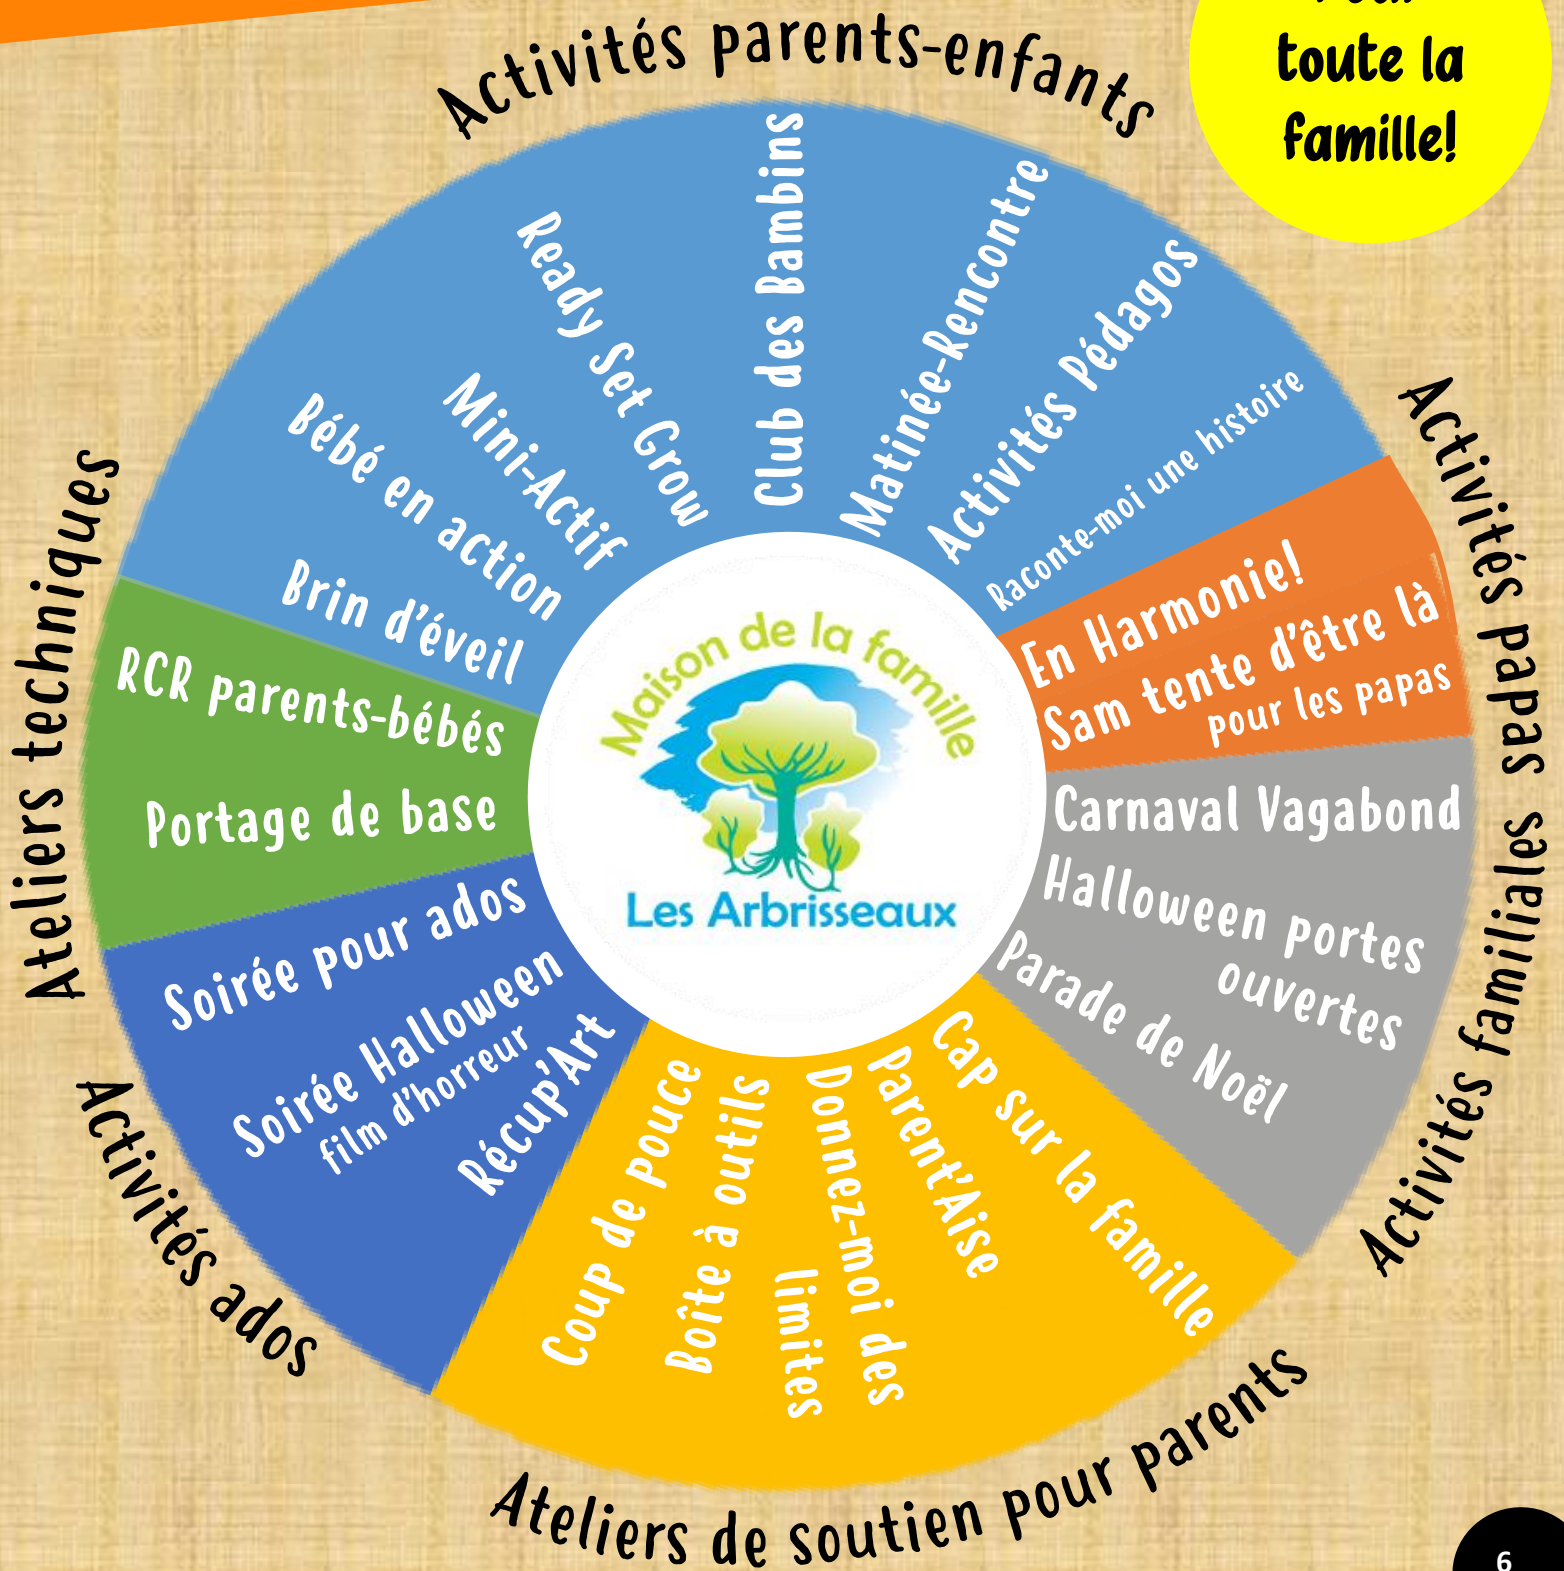 toute la
famille!
Activités parents-enfants
Brin d'éveil
Bébé en action
Mini-Actif
Ready Set Grow
Club des Bambins
Matinée-Rencontre
Activités Pédagos
Raconte-moi une histoire
Activités papas
En Harmonie!
Sam tente d'être là
pour les papas
Activités familiales
Carnaval Vagabond
Halloween portes
ouvertes
Parade de Noël
Ateliers de soutien pour parents
Cap sur la famille
Parent'Aise
Donnez-moi des
limites
Boîte à outils
Coup de pouce
Activités ados
Soirée pour ados
Soirée Halloween
film d'horreur
Récup'Art
Ateliers techniques
RCR parents-bébés
Portage de base
Maison de la famille
Les Arbrisseaux
6